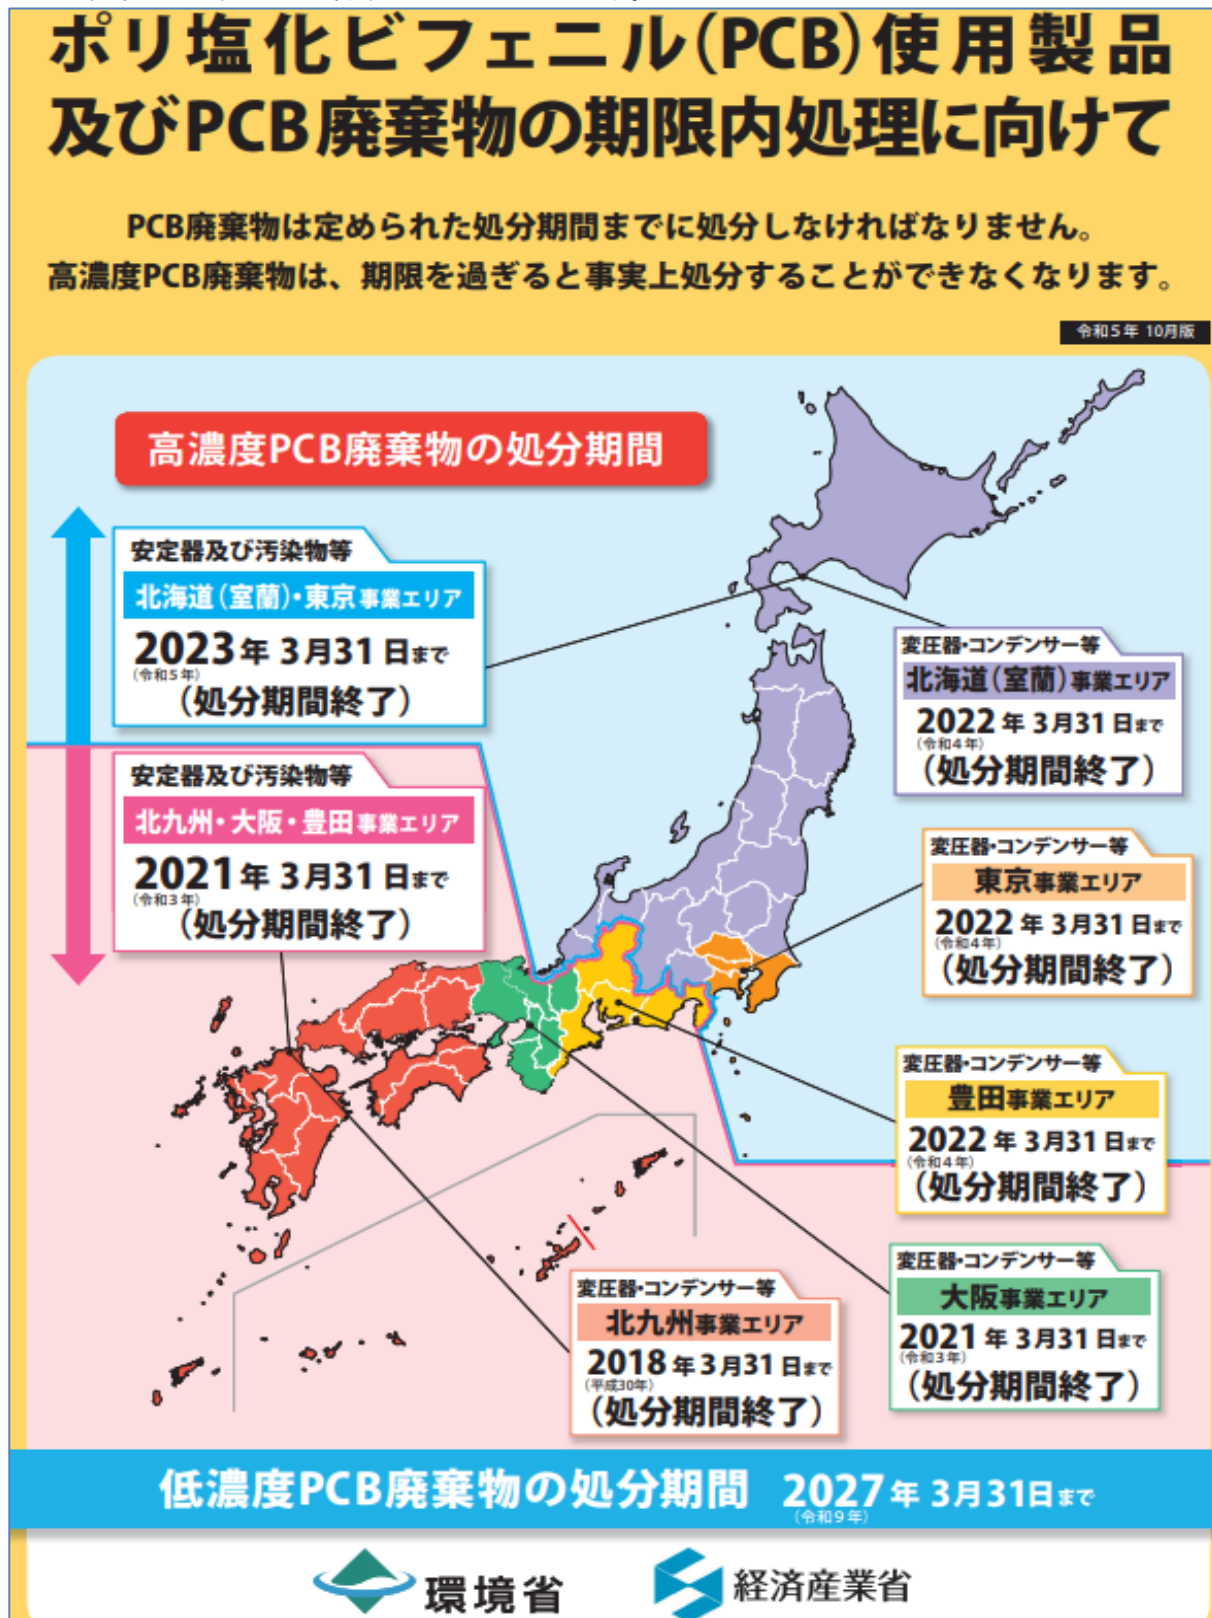 ポリ塩化ビフェニル(PCB)使用製品
及びPCB廃棄物の期限内処理に向けて
PCB廃棄物は定められた処分期間までに処分しなければなりません。
高濃度PCB廃棄物は、期限を過ぎると事実上処分することができなくなります。
令和5年 10月版
高濃度PCB廃棄物の処分期間
安定器及び汚染物等
北海道(室蘭)・東京事業エリア
2023年 3月31日まで
(令和5年)
(処分期間終了)
安定器及び汚染物等
北九州・大阪・豊田事業エリア
2021年 3月31日まで
(令和3年)
(処分期間終了)
変圧器・コンデンサー等
北海道(室蘭)事業エリア
2022年 3月31日まで
(令和4年)
(処分期間終了)
変圧器・コンデンサー等
東京事業エリア
2022年 3月31日まで
(令和4年)
(処分期間終了)
変圧器・コンデンサー等
豊田事業エリア
2022年 3月31日まで
(令和4年)
(処分期間終了)
変圧器・コンデンサー等
大阪事業エリア
2021年 3月31日まで
(令和3年)
(処分期間終了)
変圧器・コンデンサー等
北九州事業エリア
2018年 3月31日まで
(平成30年)
(処分期間終了)
低濃度PCB廃棄物の処分期間 2027年 3月31日まで
(令和9年)
環境省 経済産業省